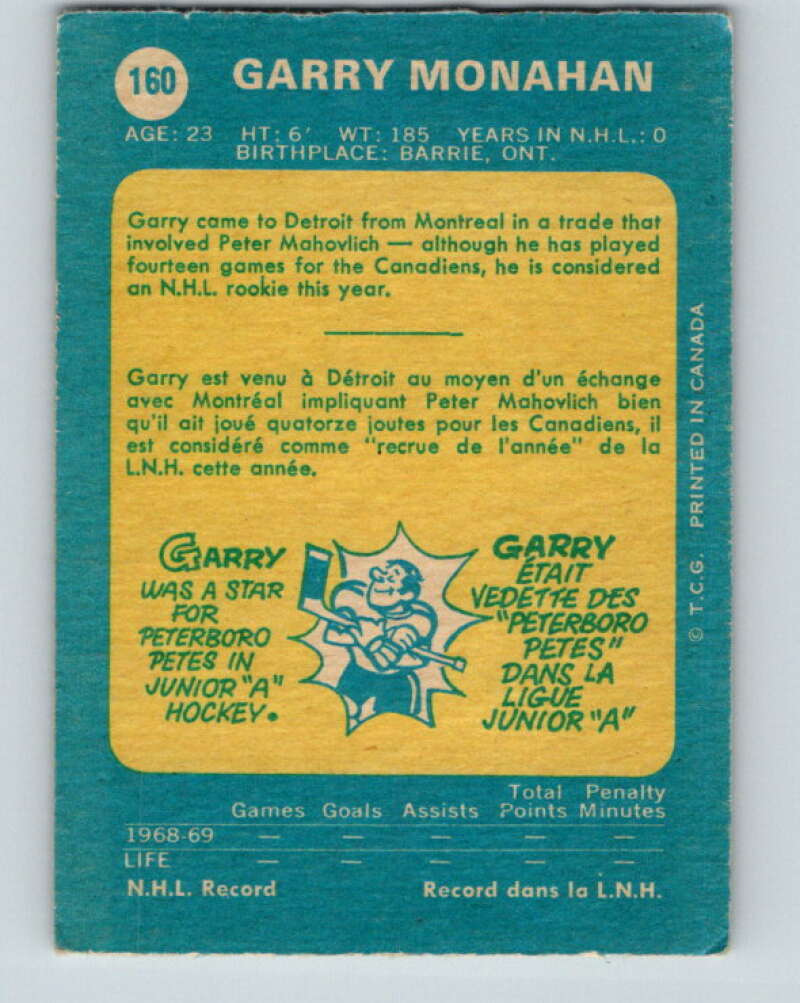 160
GARRY MONAHAN
AGE: 23 HT: 6' WT: 185 YEARS IN N.H.L.: 0
BIRTHPLACE: BARRIE, ONT.
Garry came to Detroit from Montreal in a trade that
involved Peter Mahovlich — although he has played
fourteen games for the Canadiens, he is considered
an N.H.L. rookie this year.
Garry est venu à Détroit au moyen d'un échange
avec Montréal impliquant Peter Mahovlich bien
qu'il ait joué quatorze joutes pour les Canadiens, il
est considéré comme "recrue de l'année" de la
L.N.H. cette année.
GARRY
WAS A STAR
FOR
PETERBORO
PETES IN
JUNIOR "A"
HOCKEY.
GARRY
ÉTAIT
VEDETTE DES
"PETERBORO
PETES"
DANS LA
LIGUE
JUNIOR "A"
© T.C.G. PRINTED IN CANADA
Total Penalty
Games Goals Assists Points Minutes
1968-69 — — — — —
LIFE — — — — —
N.H.L. Record Record dans la L.N.H.